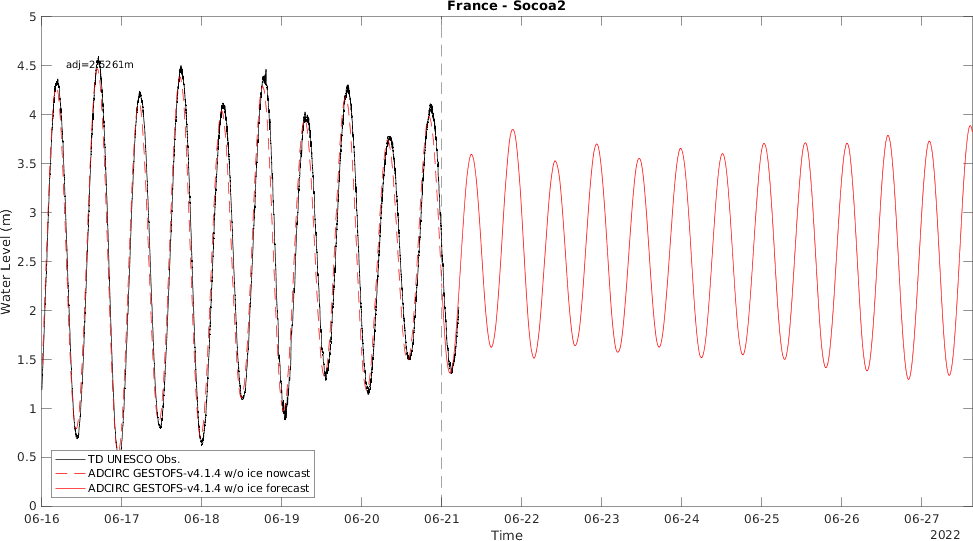 France - Socoa2
5
4.5
4
3.5
3
2.5
2
1.5
1
0.5
0
Water Level (m)
adj=2.5261m
TD UNESCO Obs.
ADCIRC GESTOFS-v4.1.4 w/o ice nowcast
ADCIRC GESTOFS-v4.1.4 w/o ice forecast
06-16 06-17 06-18 06-19 06-20 06-21 06-22 06-23 06-24 06-25 06-26 06-27
2022
Time